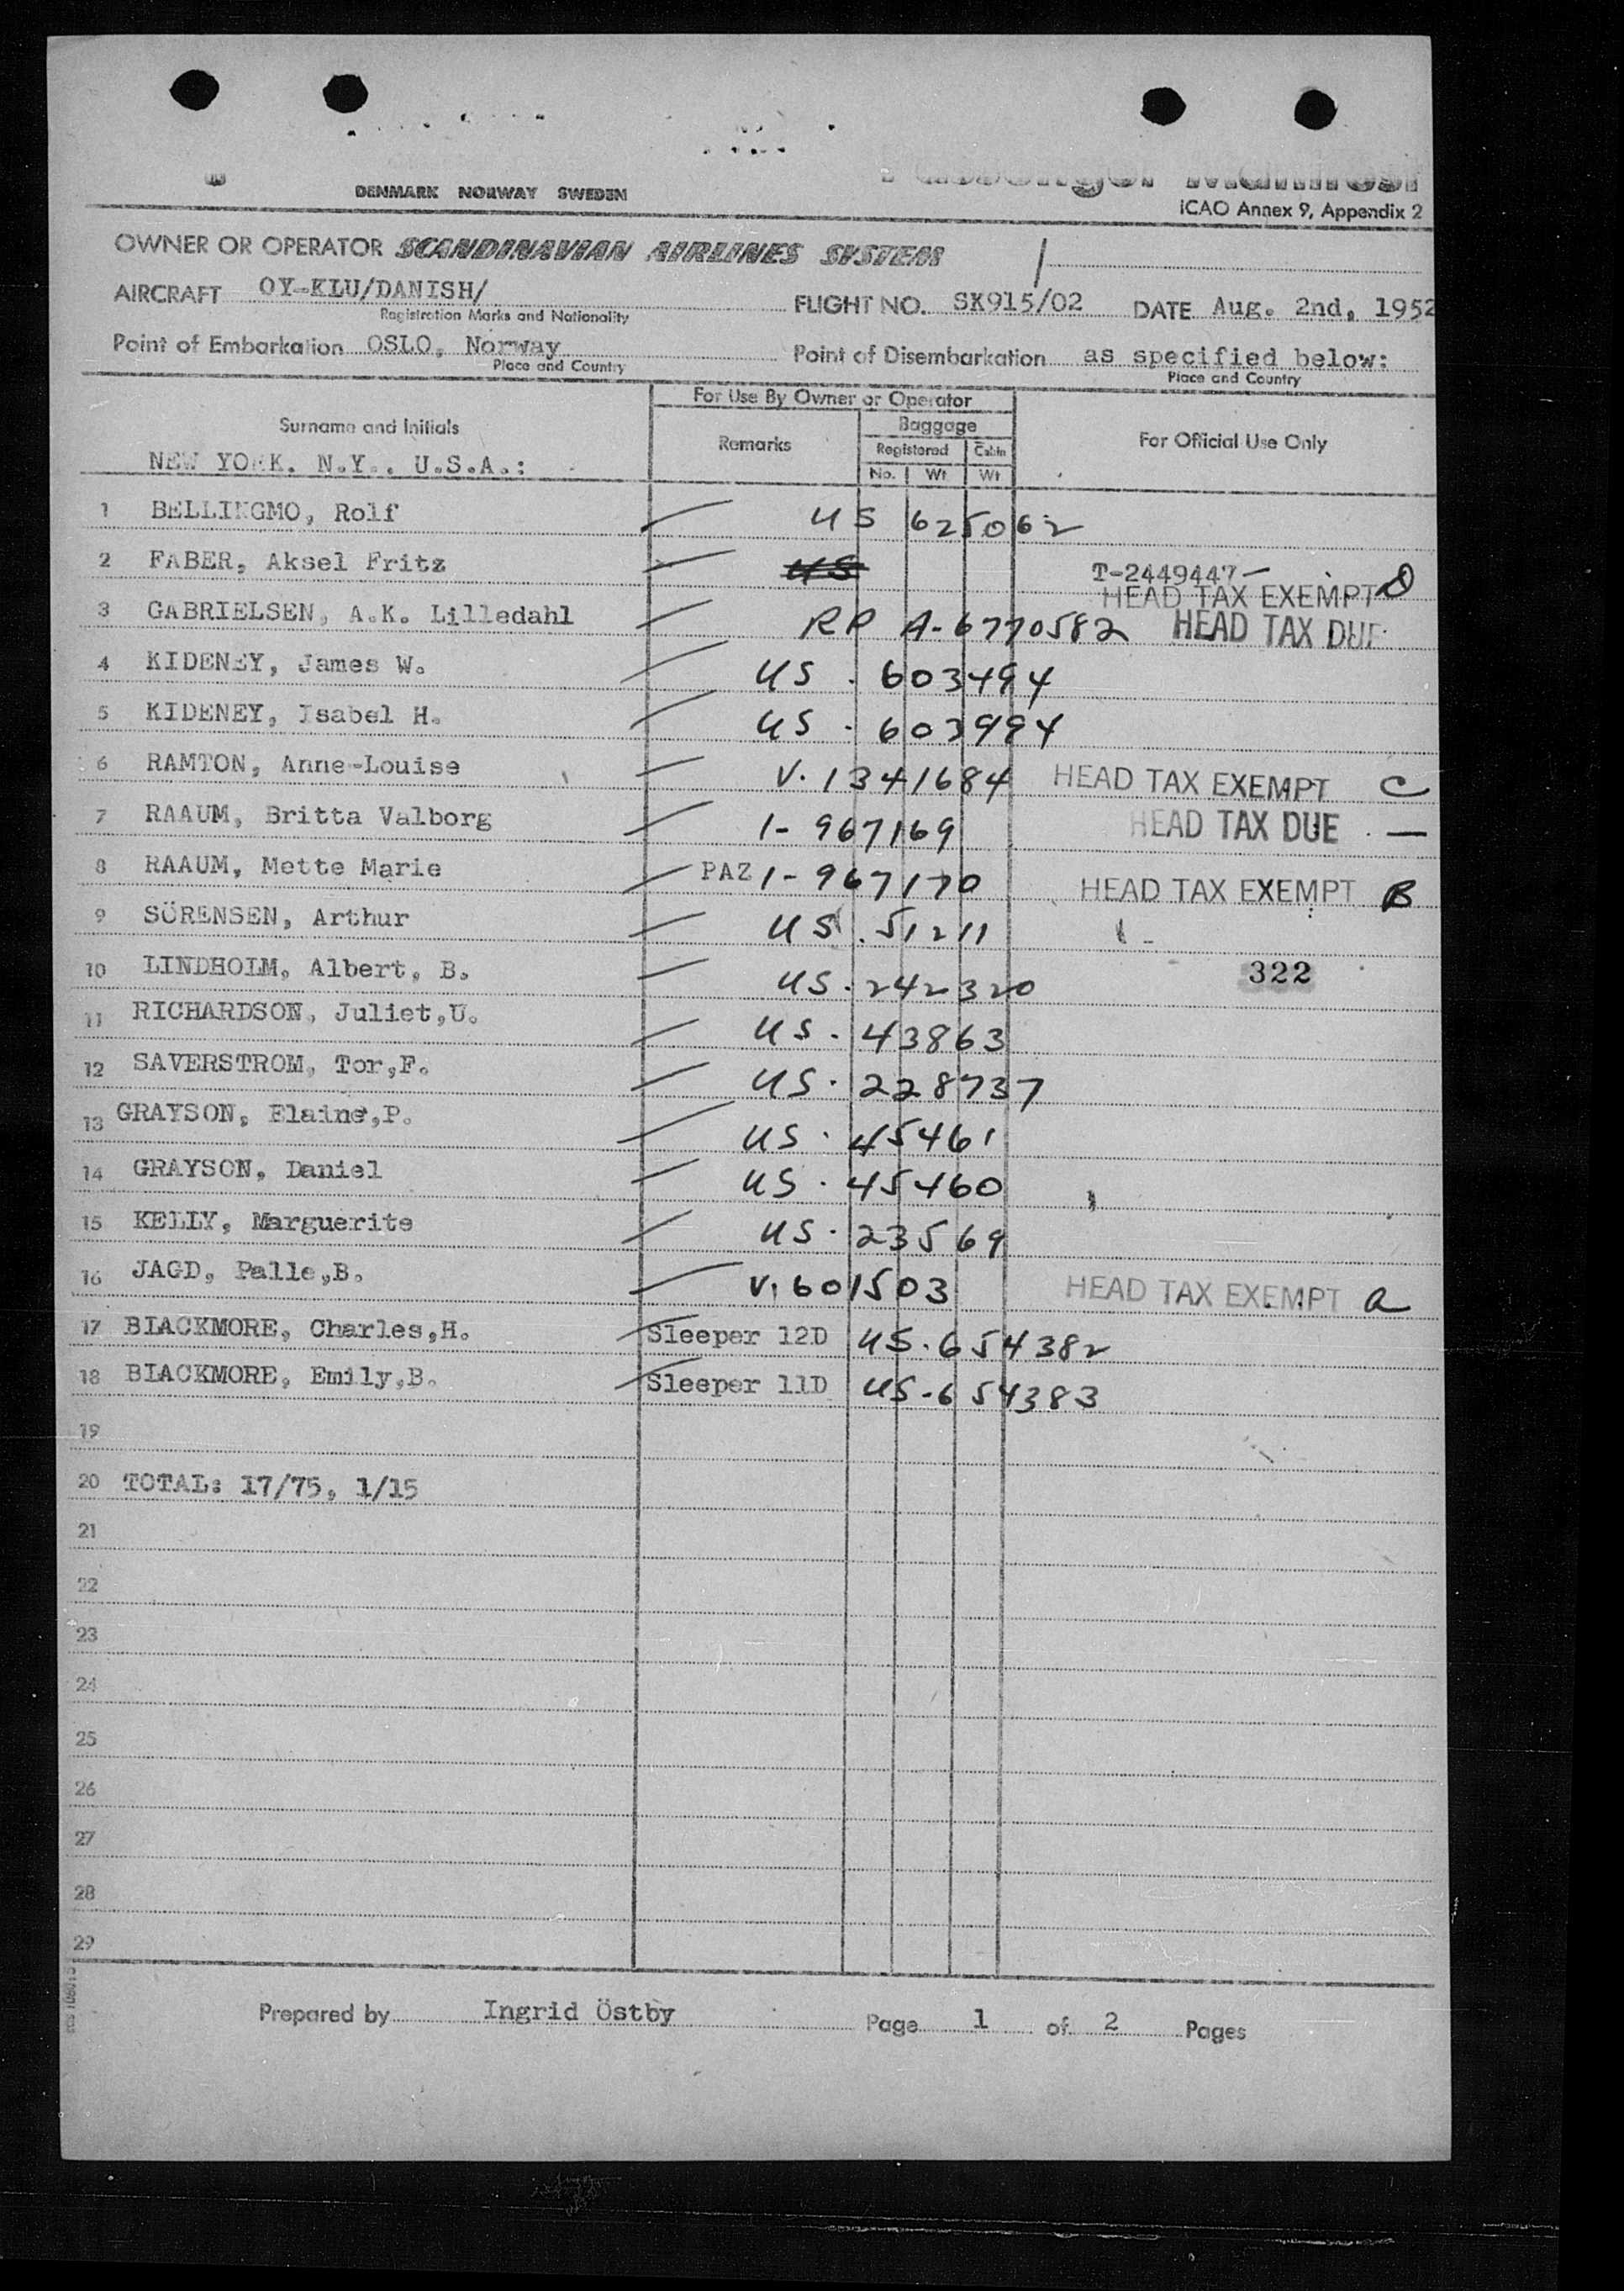 DENMARK NORWAY SWEDEN
Passenger Manifest
ICAO Annex 9, Appendix 2
OWNER OR OPERATOR SCANDINAVIAN AIRLINES SYSTEM
AIRCRAFT OY-KLU/DANISH/ FLIGHT NO. SK915/02 DATE Aug. 2nd, 1952
Registration Marks and Nationality
Point of Embarkation OSLO, Norway Point of Disembarkation as specified below:
Place and Country Place and Country
For Use By Owner or Operator
Surname and Initials Remarks Baggage For Official Use Only
Registered Cabin
NEW YORK. N.Y., U.S.A.: No. Wt Wt
1 BELLINGMO, Rolf US 625062
2 FABER, Aksel Fritz US T-2449447-
HEAD TAX EXEMPT D
3 GABRIELSEN, A.K. Lilledahl RP A-6770582 HEAD TAX DUE
4 KIDENEY, James W. US. 603494
5 KIDENEY, Isabel H. US. 603994
6 RAMTON, Anne-Louise V. 1341684 HEAD TAX EXEMPT C
7 RAAUM, Britta Valborg 1-967169 HEAD TAX DUE —
8 RAAUM, Mette Marie PAZ 1-967170 HEAD TAX EXEMPT B
9 SÖRENSEN, Arthur US. 51211
10 LINDHOLM, Albert, B. US. 242320 322
11 RICHARDSON, Juliet,U. US. 43863
12 SAVERSTROM, Tor,F. US. 228737
13 GRAYSON, Elaine,P. US. 45461
14 GRAYSON, Daniel US. 45460
15 KELLY, Marguerite US. 23569
16 JAGD, Palle,B. V. 601503 HEAD TAX EXEMPT a
17 BLACKMORE, Charles,H. Sleeper 12D US. 654382
18 BLACKMORE, Emily,B. Sleeper 11D US-654383
19
20 TOTAL: 17/75, 1/15
21
22
23
24
25
26
27
28
29
Prepared by Ingrid Östby Page 1 of 2 Pages